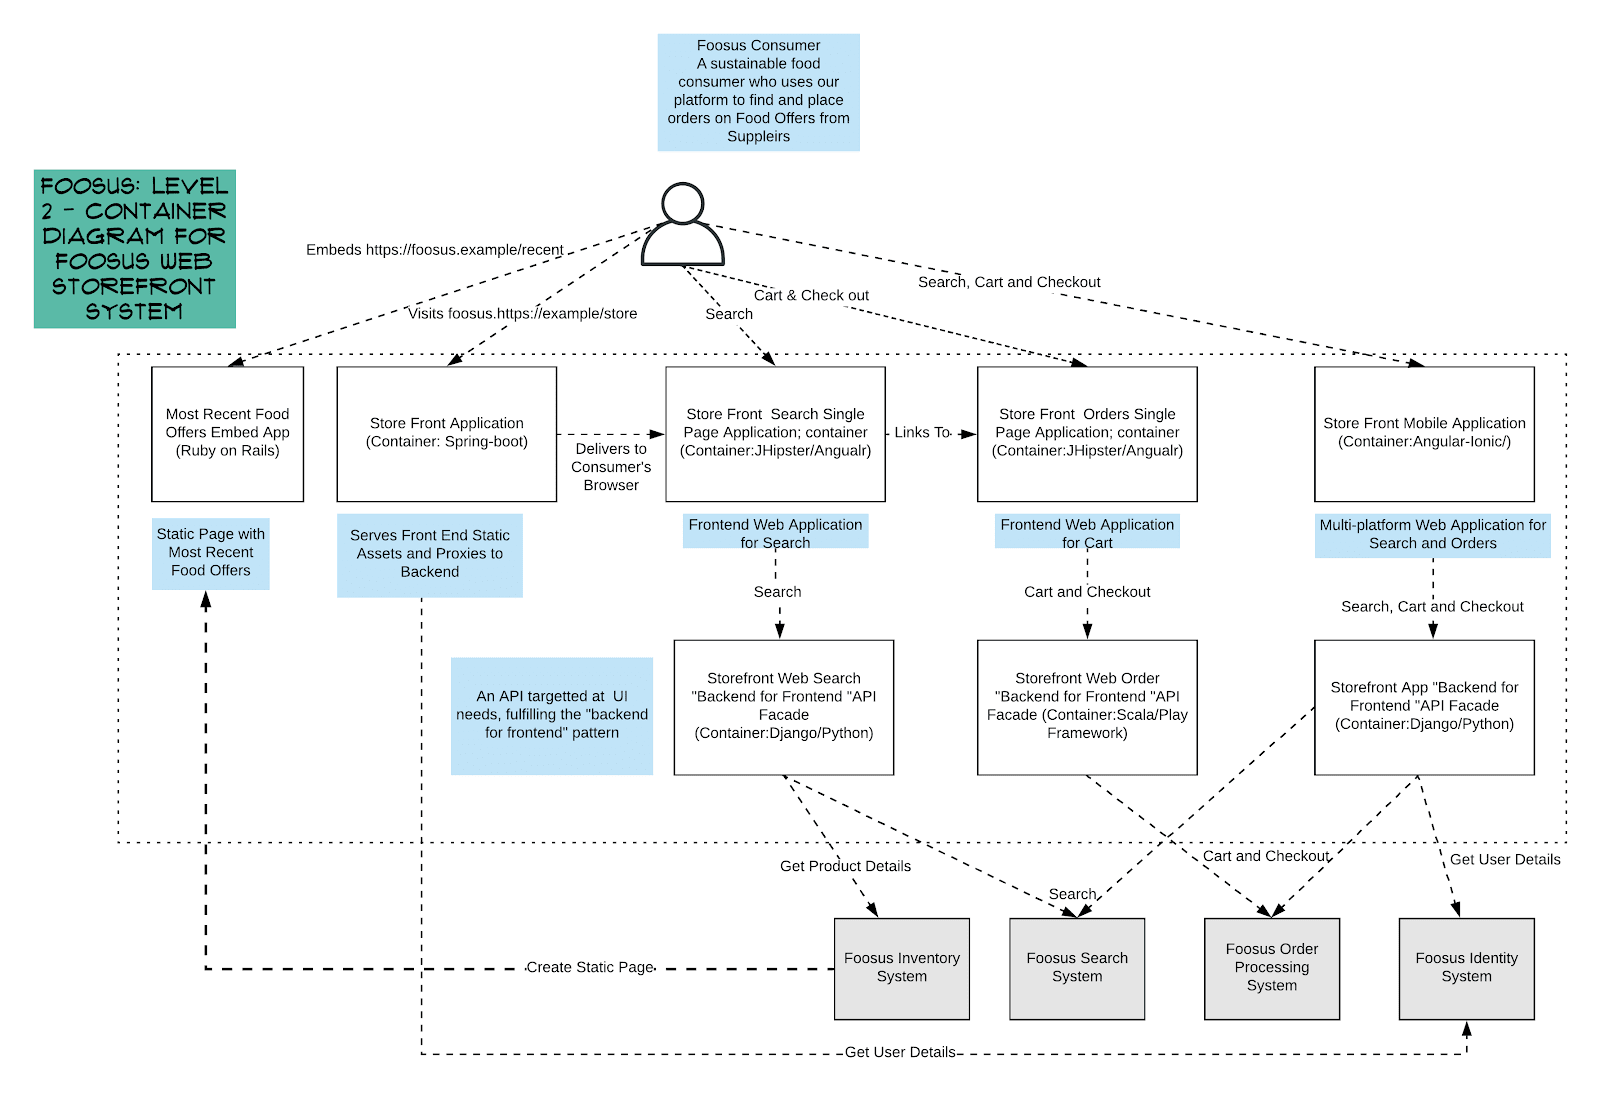 Foosus Consumer
A sustainable food
consumer who uses our
platform to find and place
orders on Food Offers from
Suppleirs
FOOSUS: LEVEL
2 - CONTAINER
DIAGRAM FOR
FOOSUS WEB
STOREFRONT
SYSTEM
Embeds https://foosus.example/recent
Visits foosus.https://example/store
Search
Cart & Check out
Search, Cart and Checkout
Most Recent Food
Offers Embed App
(Ruby on Rails)
Store Front Application
(Container: Spring-boot)
Delivers to
Consumer's
Browser
Store Front  Search Single
Page Application; container
(Container:JHipster/Angualr)
Links To
Store Front  Orders Single
Page Application; container
(Container:JHipster/Angualr)
Store Front Mobile Application
(Container:Angular-Ionic/)
Static Page with
Most Recent
Food Offers
Serves Front End Static
Assets and Proxies to
Backend
Frontend Web Application
for Search
Frontend Web Application
for Cart
Multi-platform Web Application for
Search and Orders
Search
Cart and Checkout
Search, Cart and Checkout
An API targetted at  UI
needs, fulfilling the "backend
for frontend" pattern
Storefront Web Search
"Backend for Frontend "API
Facade
(Container:Django/Python)
Storefront Web Order
"Backend for Frontend "API
Facade (Container:Scala/Play
Framework)
Storefront App "Backend for
Frontend "API Facade
(Container:Django/Python)
Get Product Details
Search
Cart and Checkout
Get User Details
Create Static Page
Foosus Inventory
System
Foosus Search
System
Foosus Order
Processing
System
Foosus Identity
System
Get User Details